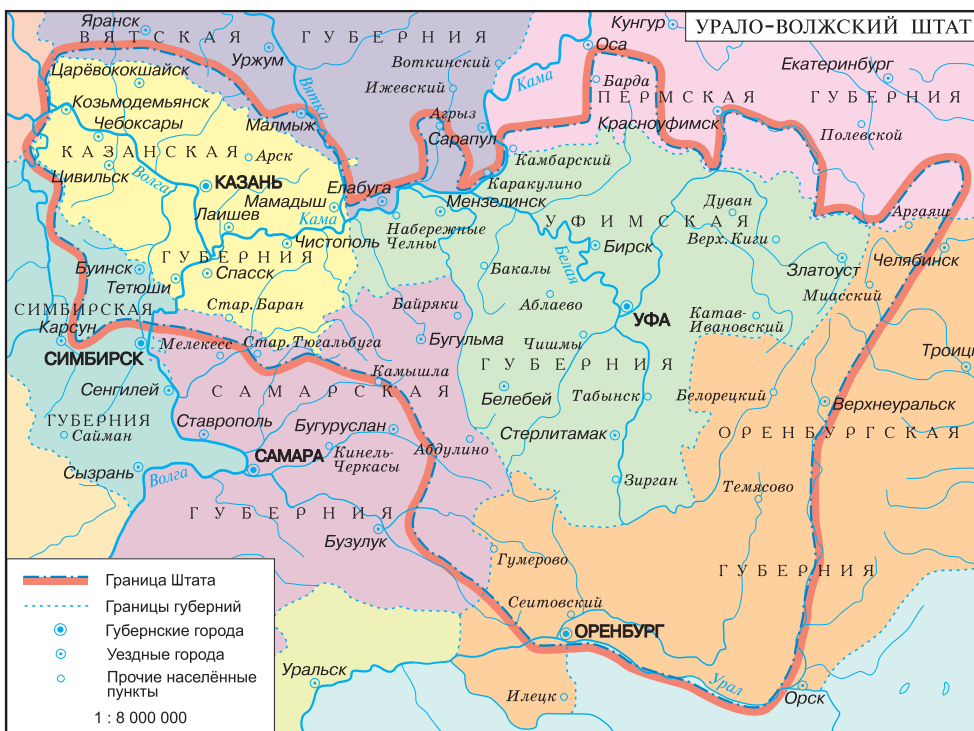 УРАЛО-ВОЛЖСКИЙ ШТАТ
Яранск
ВЯТСКАЯ ГУБЕРНИЯ
Кунгур
Оса
Уржум
Воткинский
Екатеринбург
Царёвококшайск
Вятка
Ижевский
Кама
Барда
ПЕРМСКАЯ ГУБЕРНИЯ
Козьмодемьянск
Агрыз
Чебоксары
Малмыж
Сарапул
Красноуфимск
Полевской
КАЗАНСКАЯ
Арск
Камбарский
Цивильск
Волга
КАЗАНЬ
Елабуга
Каракулино
Мамадыш
Мензелинск
Дуван
Лаишев
Кама
УФИМСКАЯ
Аргаяш
Набережные
Челны
Чистополь
Белая
Бирск
Верх. Киги
Челябинск
ГУБЕРНИЯ
Буинск
Спасск
Бакалы
Златоуст
Тетюши
Миасский
СИМБИРСКАЯ
Стар. Баран
Байряки
Аблаево
УФА
Катав-
Ивановский
Карсун
Мелекесс
Стар. Тюгальбуга
Бугульма
Чишмы
Троицк
СИМБИРСК
Камышла
ГУБЕРНИЯ
Сенгилей
САМАРСКАЯ
Белебей
Табынск
Белорецкий
Верхнеуральск
ГУБЕРНИЯ
Ставрополь
Бугуруслан
Сайман
Стерлитамак
ОРЕНБУРГСКАЯ
САМАРА
Кинель-
Черкасы
Абдулино
Сызрань
Волга
Зирган
Темясово
ГУБЕРНИЯ
Бузулук
Гумерово
ГУБЕРНИЯ
Сеитовский
ОРЕНБУРГ
Уральск
Илецк
Урал
Орск
Граница Штата
Границы губерний
Губернские города
Уездные города
Прочие населённые
пункты
1 : 8 000 000